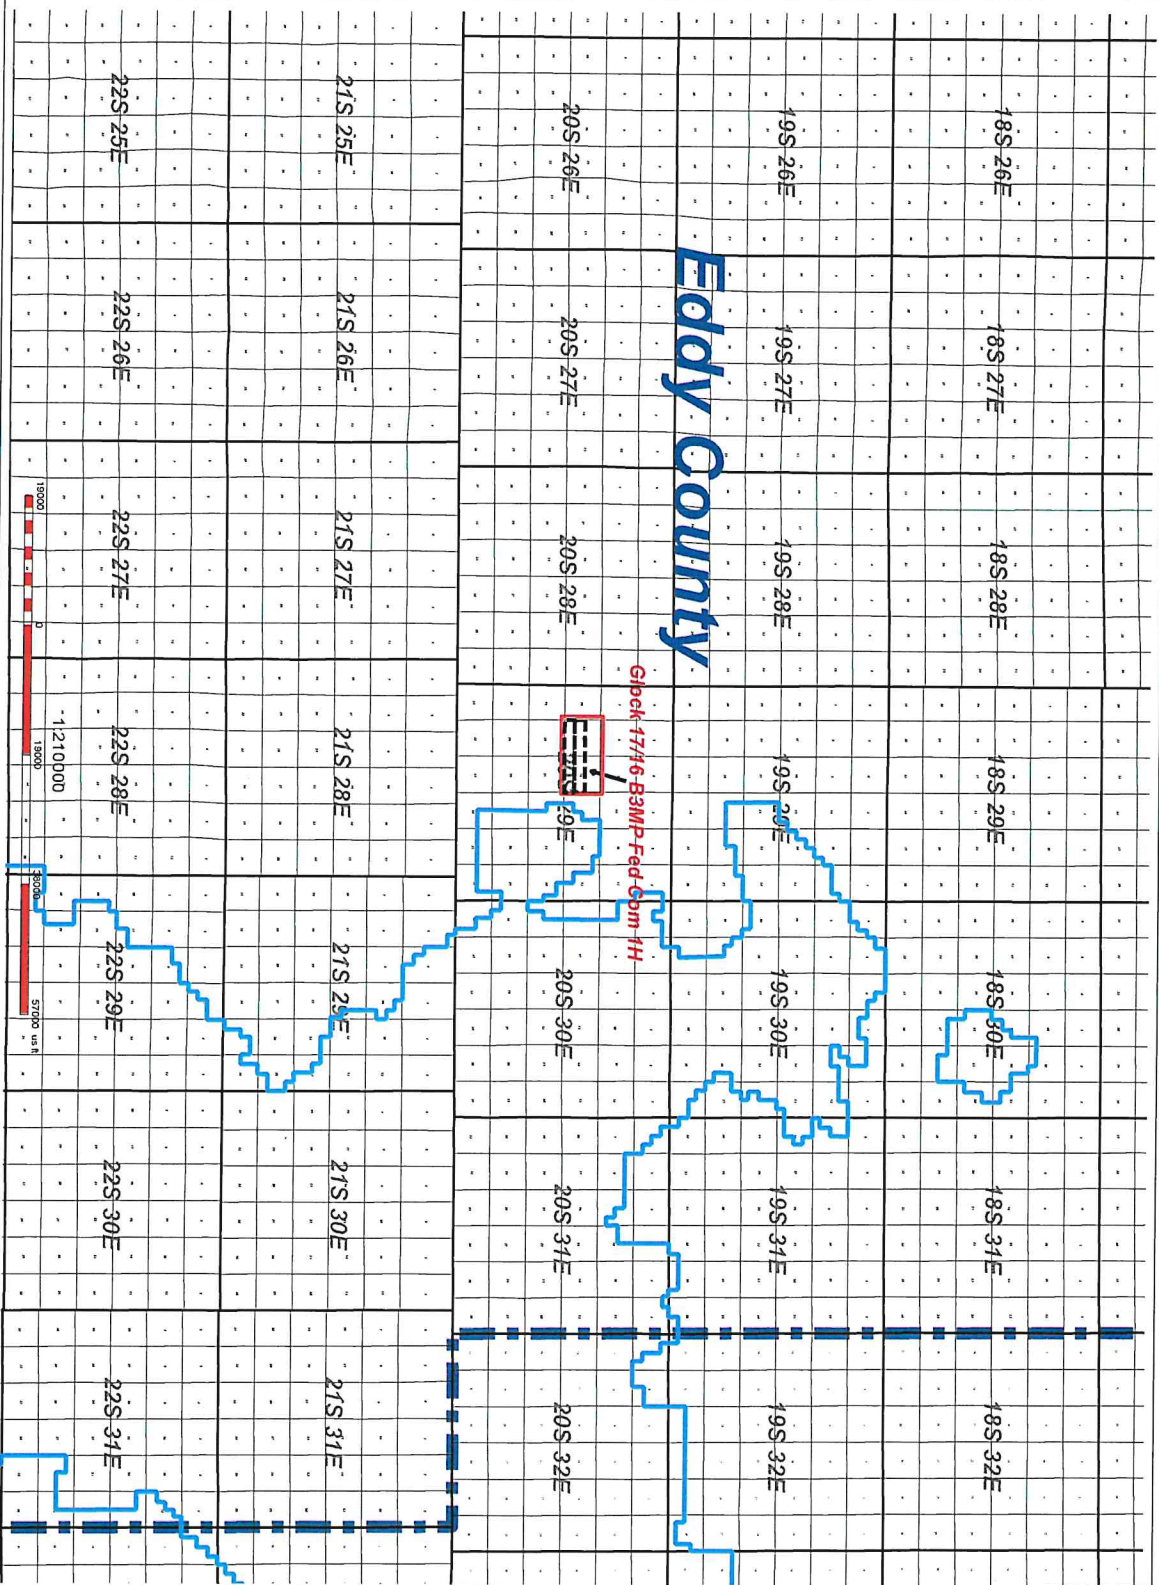 18S 26E
18S 27E
18S 28E
18S 29E
18S 30E
18S 31E
18S 32E
19S 26E
19S 27E
19S 28E
19S 29E
19S 30E
19S 31E
19S 32E
Eddy County
Glock 17/16 B3MP Fed Com 1H
20S 26E
20S 27E
20S 28E
29E
20S 30E
20S 31E
20S 32E
21S 25E
21S 26E
21S 27E
21S 28E
21S 29E
21S 30E
21S 31E
22S 25E
22S 26E
22S 27E
22S 28E
22S 29E
22S 30E
22S 31E
1:210000
19000 0 19000 38000 57000 us ft